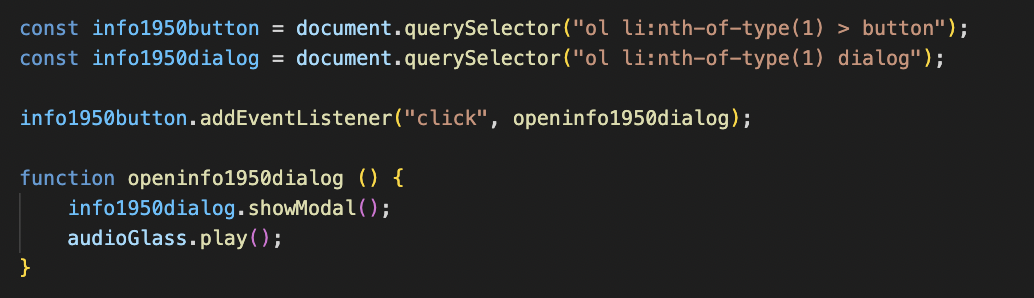 const info1950button = document.querySelector("ol li:nth-of-type(1) > button");
const info1950dialog = document.querySelector("ol li:nth-of-type(1) dialog");
info1950button.addEventListener("click", openinfo1950dialog);
function openinfo1950dialog () {
info1950dialog.showModal();
audioGlass.play();
}